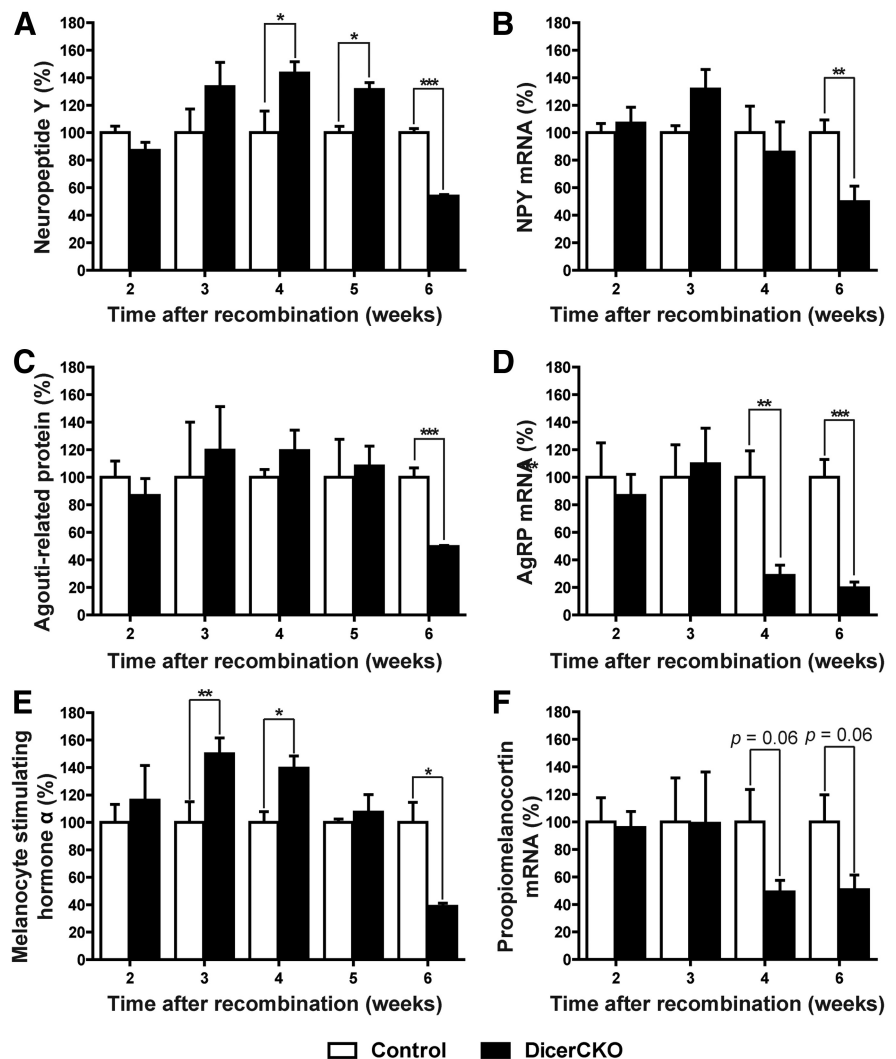 A
Neuropeptide Y (%)
180
160
140
120
100
80
60
40
20
0
*
*
***
2 3 4 5 6
Time after recombination (weeks)
B
NPY mRNA (%)
180
160
140
120
100
80
60
40
20
0
**
2 3 4 6
Time after recombination (weeks)
C
Agouti-related protein (%)
180
160
140
120
100
80
60
40
20
0
***
2 3 4 5 6
Time after recombination (weeks)
D
AgRP mRNA (%)
**
180
160
140
120
100
80
60
40
20
0
**
***
2 3 4 6
Time after recombination (weeks)
E
Melanocyte stimulating
hormone α (%)
180
160
140
120
100
80
60
40
20
0
**
*
*
2 3 4 5 6
Time after recombination (weeks)
F
Proopiomelanocortin
mRNA (%)
180
160
140
120
100
80
60
40
20
0
p = 0.06 p = 0.06
2 3 4 6
Time after recombination (weeks)
Control DicerCKO